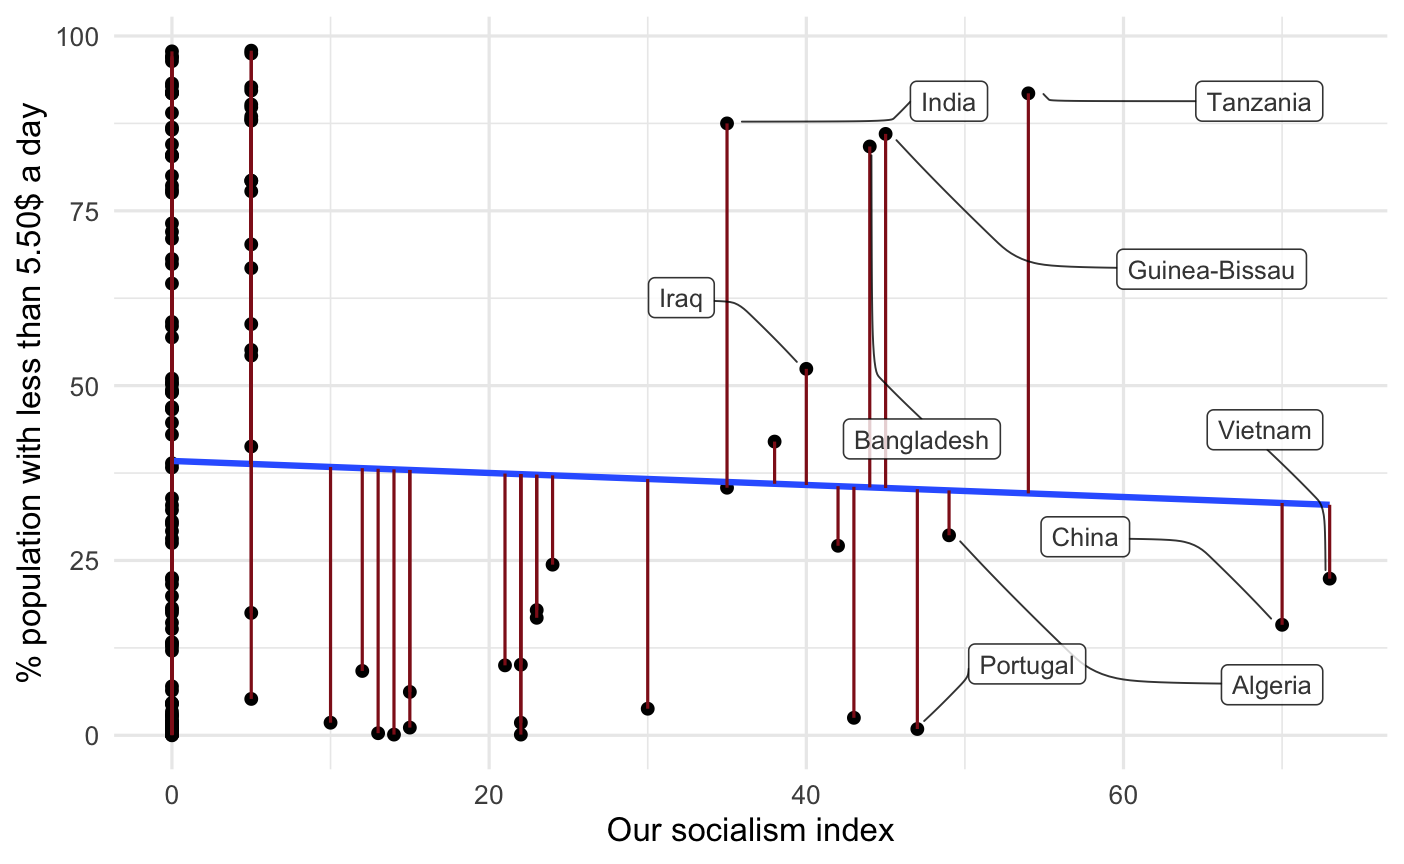 % population with less than 5.50$ a day
100
75
50
25
0
India
Tanzania
Guinea-Bissau
Iraq
Bangladesh
Vietnam
China
Portugal
Algeria
0
20
40
60
Our socialism index